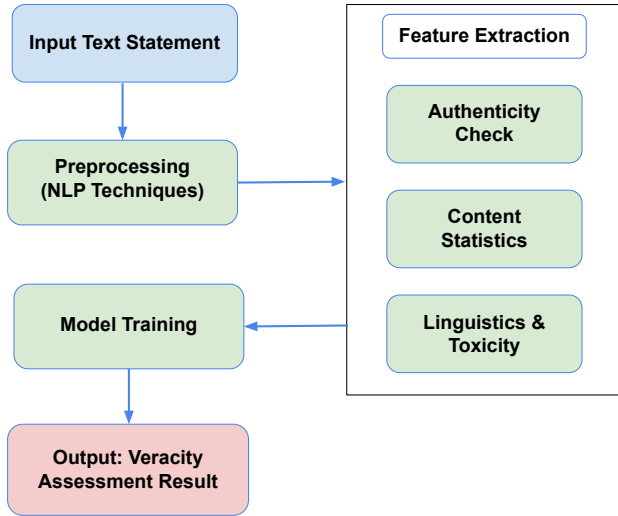 Input Text Statement
Preprocessing
(NLP Techniques)
Feature Extraction
Authenticity
Check
Content
Statistics
Linguistics &
Toxicity
Model Training
Output: Veracity
Assessment Result